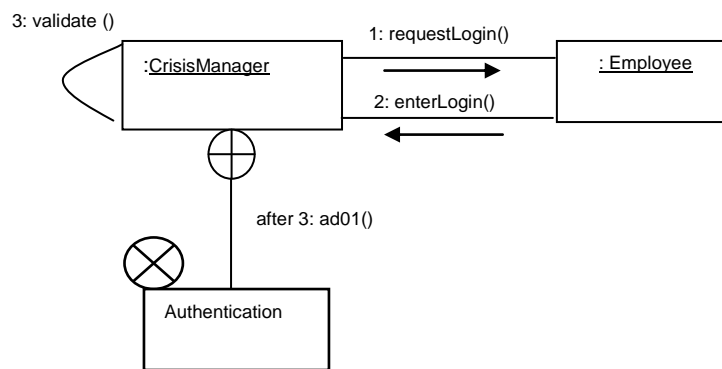 3: validate ()
1: requestLogin()
:CrisisManager
: Employee
2: enterLogin()
after 3: ad01()
Authentication